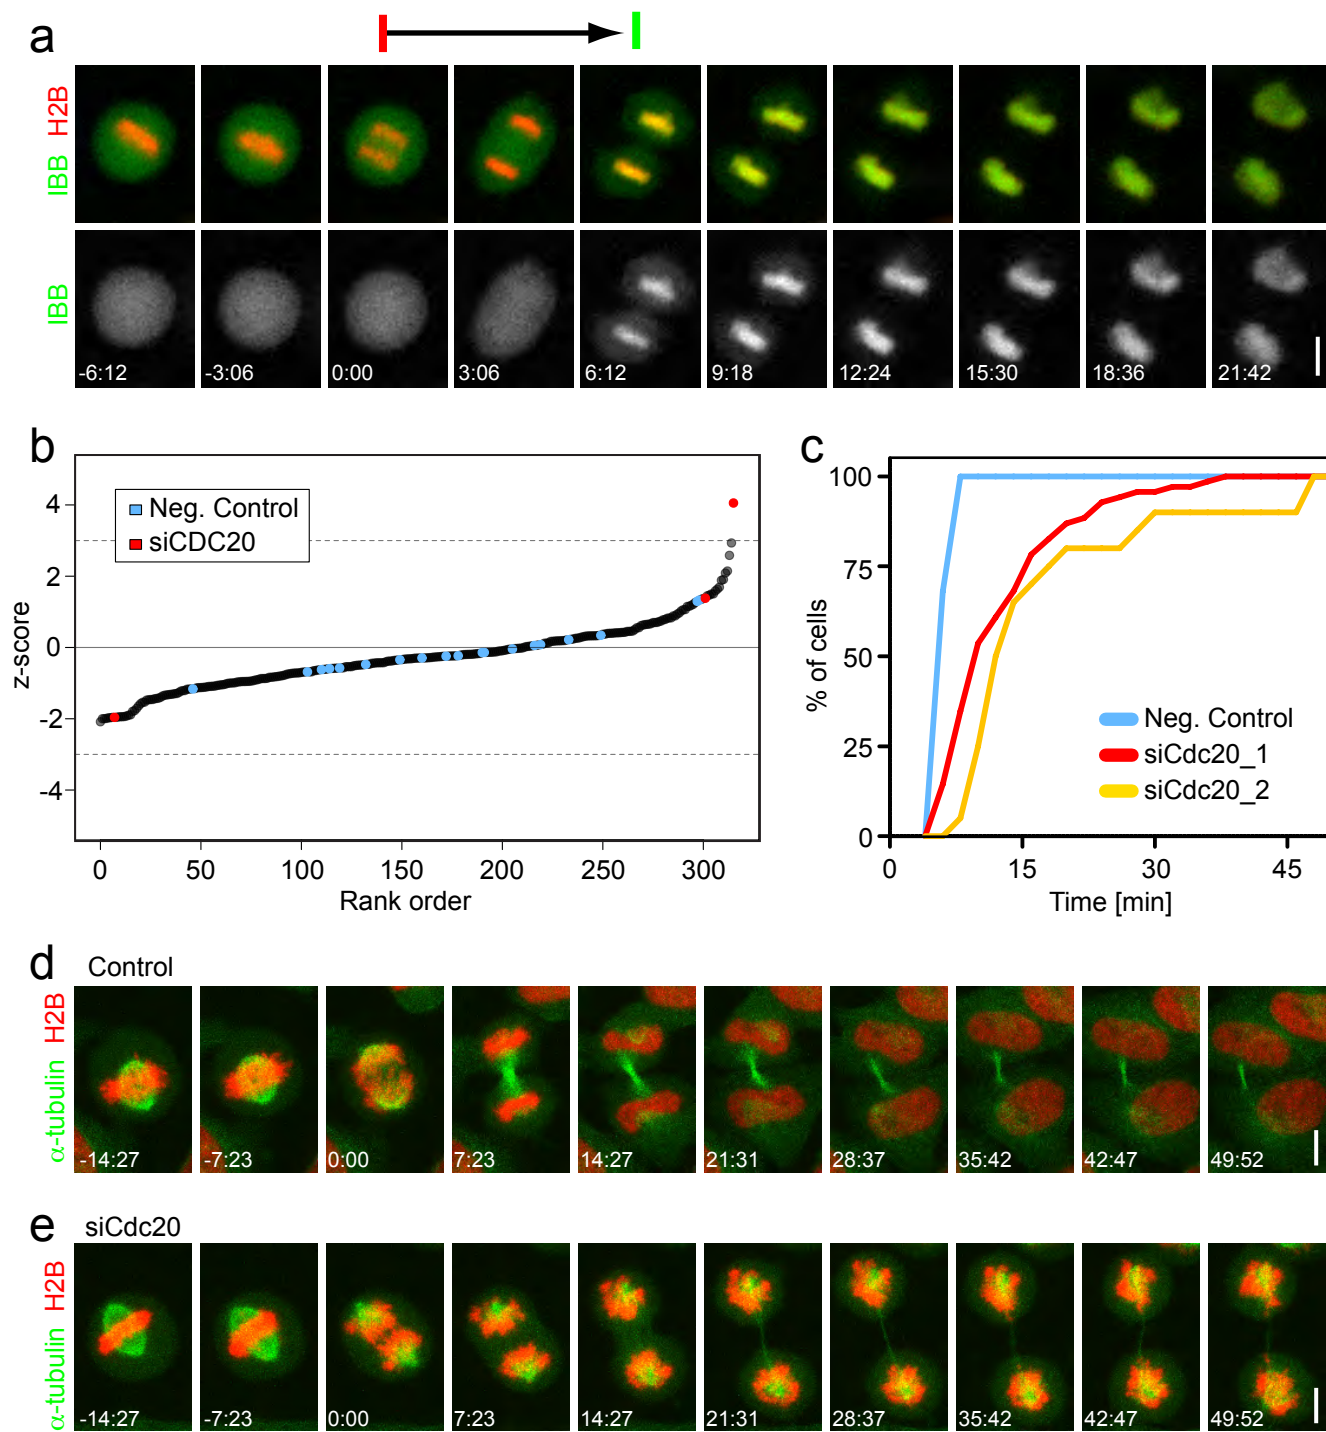 a
IBB H2B
IBB
-6:12 -3:06 0:00 3:06 6:12 9:18 12:24 15:30 18:36 21:42
b
z-score
4
2
0
-2
-4
Neg. Control
siCDC20
0 50 100 150 200 250 300
Rank order
c
% of cells
100
75
50
25
0
Neg. Control
siCdc20_1
siCdc20_2
0 15 30 45
Time [min]
d Control
α-tubulin H2B
-14:27 -7:23 0:00 7:23 14:27 21:31 28:37 35:42 42:47 49:52
e siCdc20
α-tubulin H2B
-14:27 -7:23 0:00 7:23 14:27 21:31 28:37 35:42 42:47 49:52